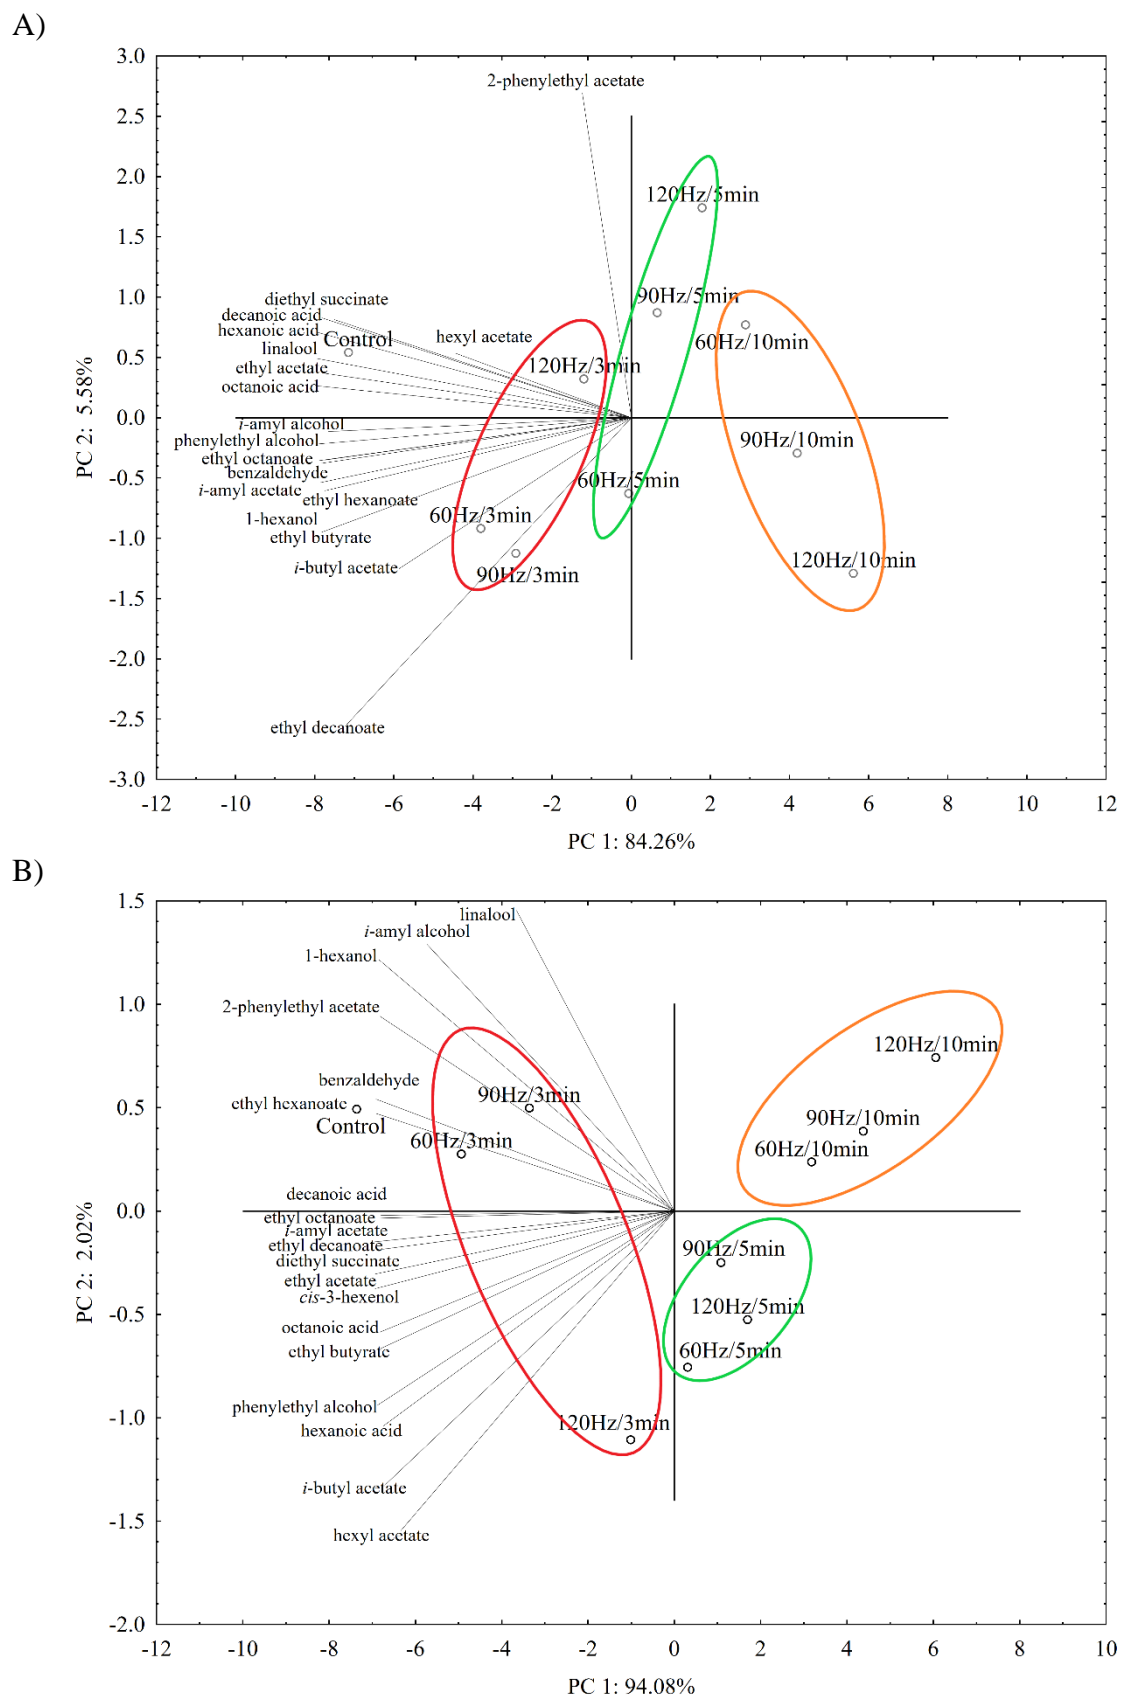 A)
3.0
2-phenylethyl acetate
2.5
2.0
120Hz/5min
1.5
1.0
diethyl succinate
90Hz/5min
decanoic acid
hexanoic acid
Control
hexyl acetate
60Hz/10min
0.5
linalool
120Hz/3min
ethyl acetate
octanoic acid
PC 2: 5.58%
0.0
i-amyl alcohol
phenylethyl alcohol
90Hz/10min
ethyl octanoate
benzaldehyde
60Hz/5min
-0.5
i-amyl acetate
ethyl hexanoate
1-hexanol
60Hz/3min
ethyl butyrate
-1.0
i-butyl acetate
90Hz/3min
120Hz/10min
-1.5
-2.0
ethyl decanoate
-2.5
-3.0
-12 -10 -8 -6 -4 -2 0 2 4 6 8 10 12
PC 1: 84.26%
B)
1.5
linalool
i-amyl alcohol
1-hexanol
1.0
2-phenylethyl acetate
120Hz/10min
benzaldehyde
90Hz/3min
ethyl hexanoate
0.5
Control
90Hz/10min
60Hz/3min
60Hz/10min
decanoic acid
PC 2: 2.02%
0.0
ethyl octanoate
i-amyl acetate
ethyl decanoate
90Hz/5min
diethyl succinate
ethyl acetate
cis-3-hexenol
120Hz/5min
-0.5
octanoic acid
ethyl butyrate
60Hz/5min
phenylethyl alcohol
-1.0
hexanoic acid
120Hz/3min
i-butyl acetate
-1.5
hexyl acetate
-2.0
-12 -10 -8 -6 -4 -2 0 2 4 6 8 10
PC 1: 94.08%